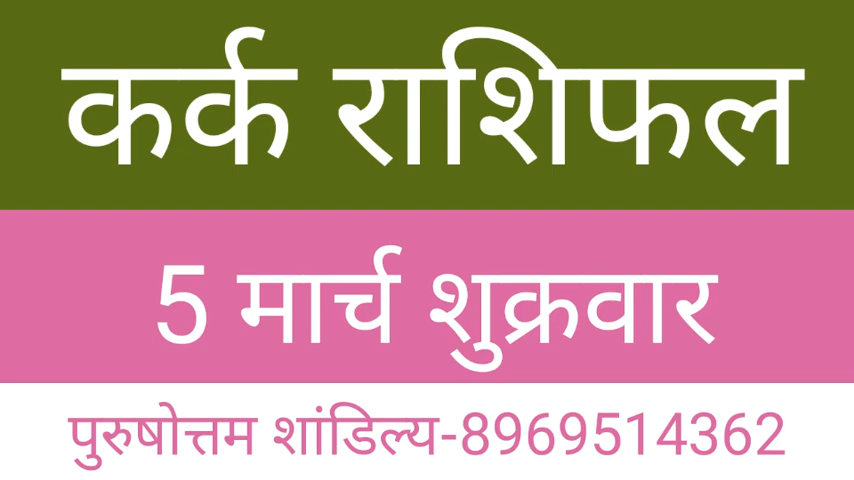 कर्क राशिफल
5 मार्च शुक्रवार
पुरुषोत्तम शांडिल्य-8969514362